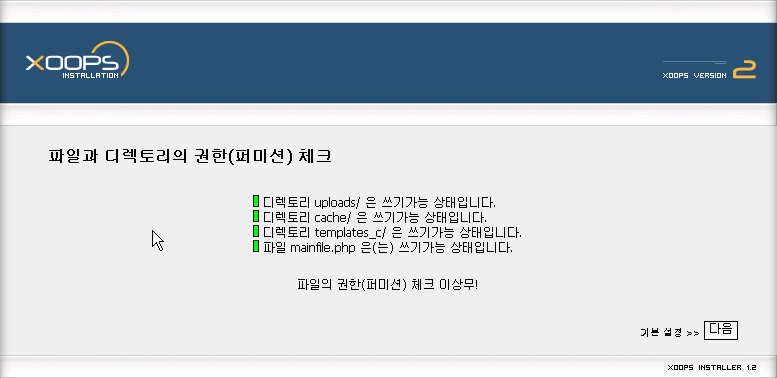 XOOPS
INSTALLATION
XOOPS VERSION 2
파일과 디렉토리의 권한(퍼미션) 체크
디렉토리 uploads/ 은 쓰기가능 상태입니다.
디렉토리 cache/ 은 쓰기가능 상태입니다.
디렉토리 templates_c/ 은 쓰기가능 상태입니다.
파일 mainfile.php 은(는) 쓰기가능 상태입니다.
파일의 권한(퍼미션) 체크 이상무!
기본 설정 >> 다음
XOOPS INSTALLER 1.2